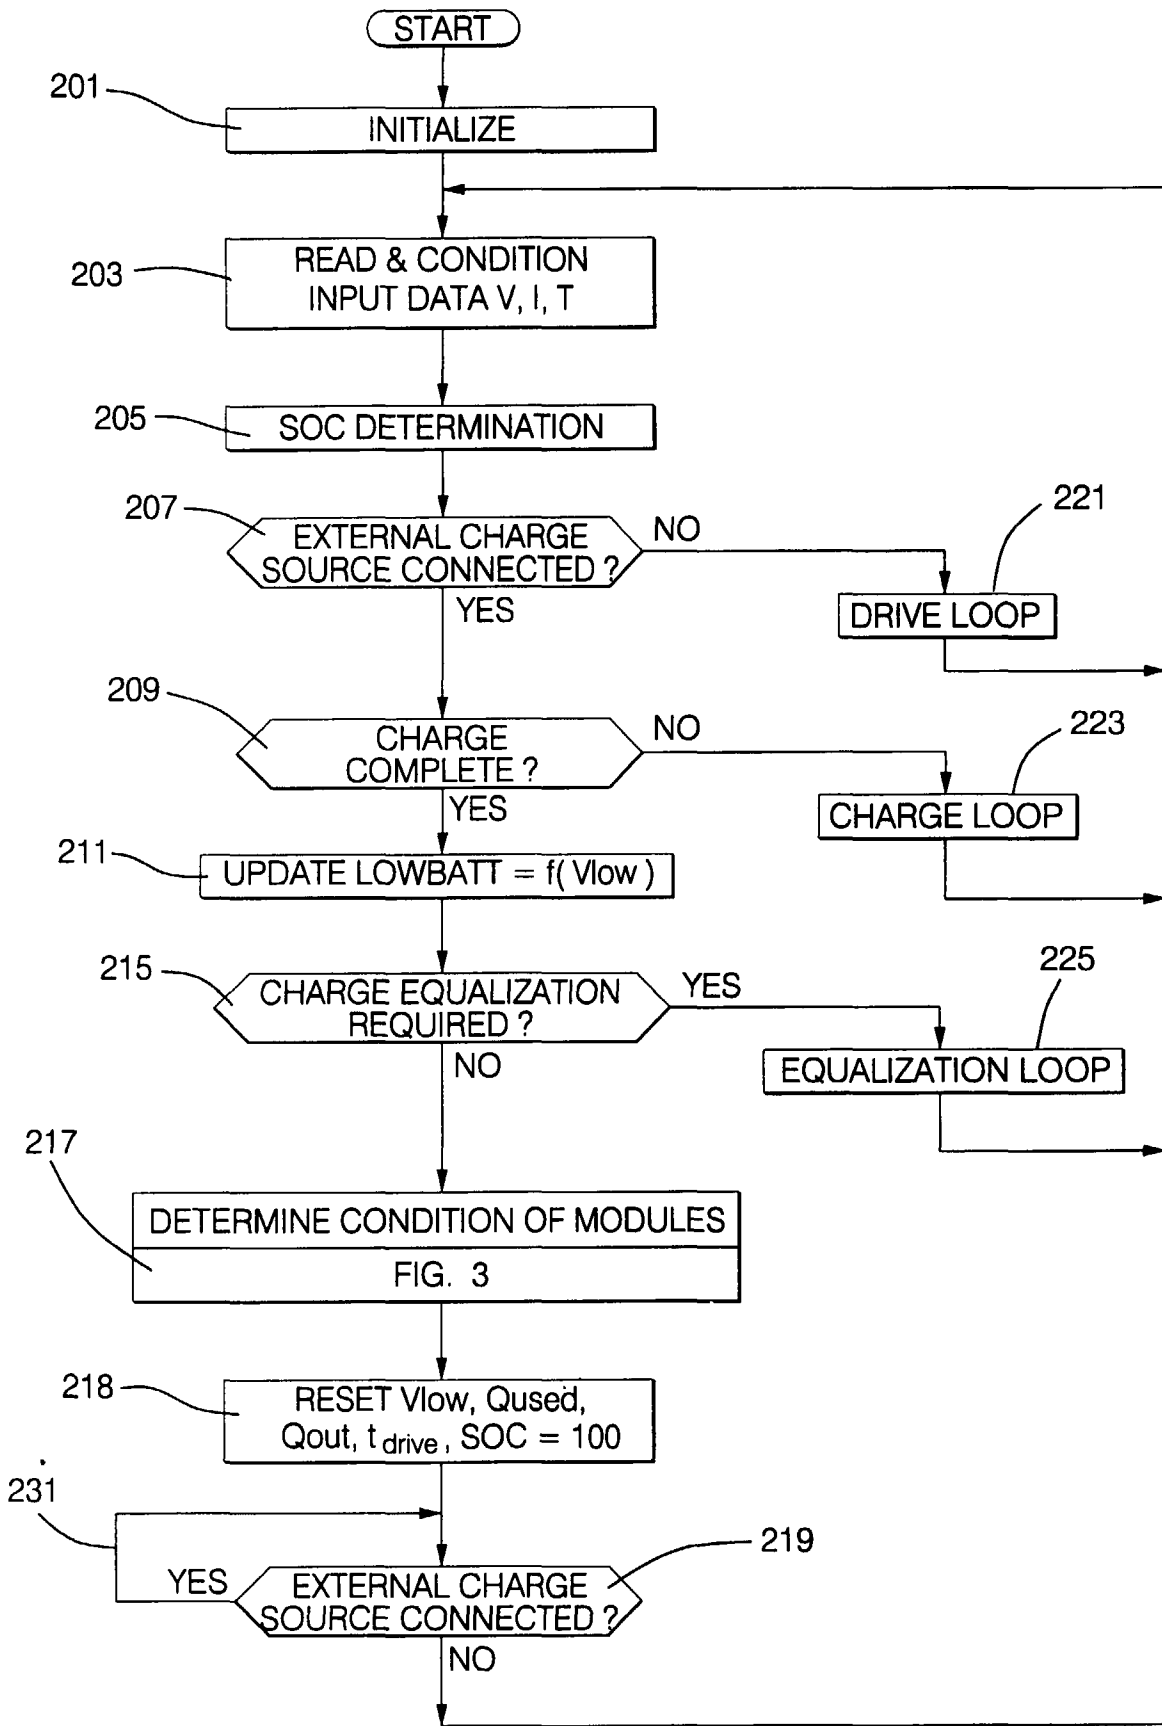 START
201
INITIALIZE
203
READ & CONDITION
INPUT DATA V, I, T
205
SOC DETERMINATION
207
EXTERNAL CHARGE
SOURCE CONNECTED ?
NO
YES
221
DRIVE LOOP
209
CHARGE
COMPLETE ?
NO
YES
223
CHARGE LOOP
211
UPDATE LOWBATT = f( Vlow )
215
CHARGE EQUALIZATION
REQUIRED ?
YES
NO
225
EQUALIZATION LOOP
217
DETERMINE CONDITION OF MODULES
FIG. 3
218
RESET Vlow, Qused,
Qout, tdrive, SOC = 100
231
219
YES
EXTERNAL CHARGE
SOURCE CONNECTED ?
NO